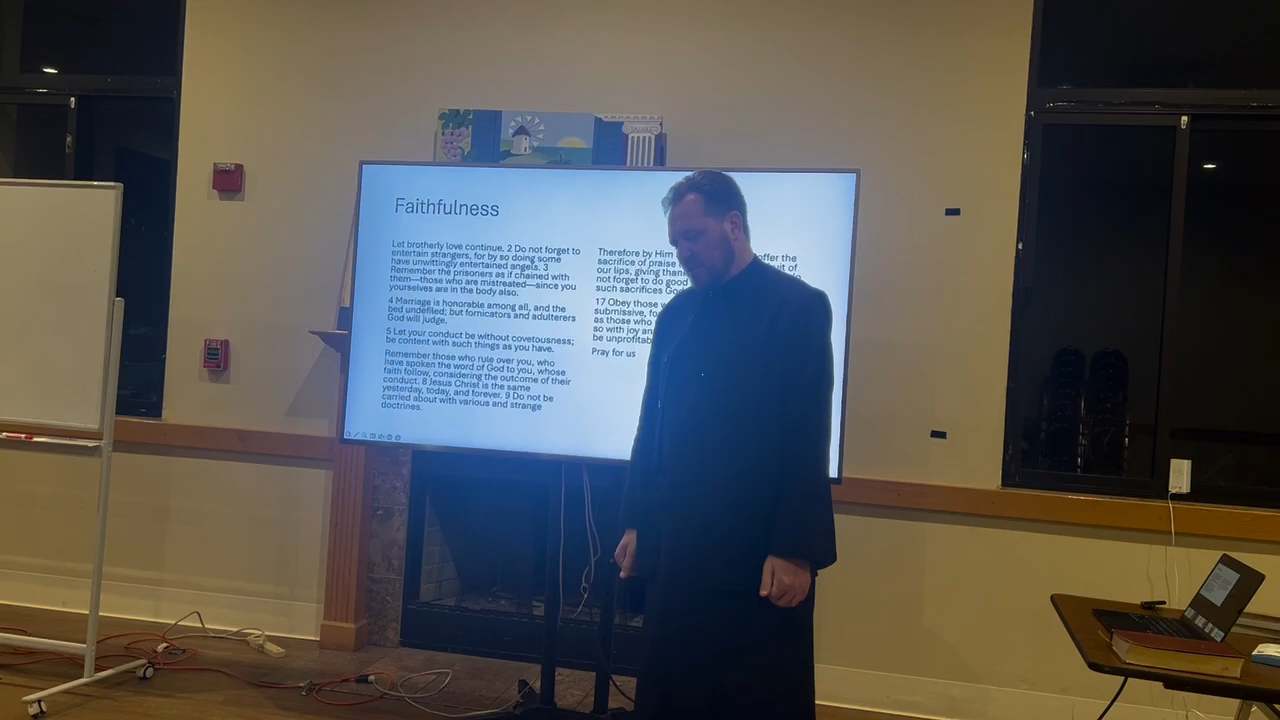 Faithfulness
Let brotherly love continue. 2 Do not forget to
entertain strangers, for by so doing some
have unwittingly entertained angels. 3
Remember the prisoners as if chained with
them—those who are mistreated—since you
yourselves are in the body also.
4 Marriage is honorable among all, and the
bed undefiled; but fornicators and adulterers
God will judge.
5 Let your conduct be without covetousness;
be content with such things as you have.
Remember those who rule over you, who
have spoken the word of God to you, whose
faith follow, considering the outcome of their
conduct. 8 Jesus Christ is the same
yesterday, today, and forever. 9 Do not be
carried about with various and strange
doctrines.
Therefore by Him offer the
sacrifice of praise of
our lips, giving
not forget to do good
such sacrifices
17 Obey those
submissive,
as those who
so with joy
be
Pray for us
FIRE